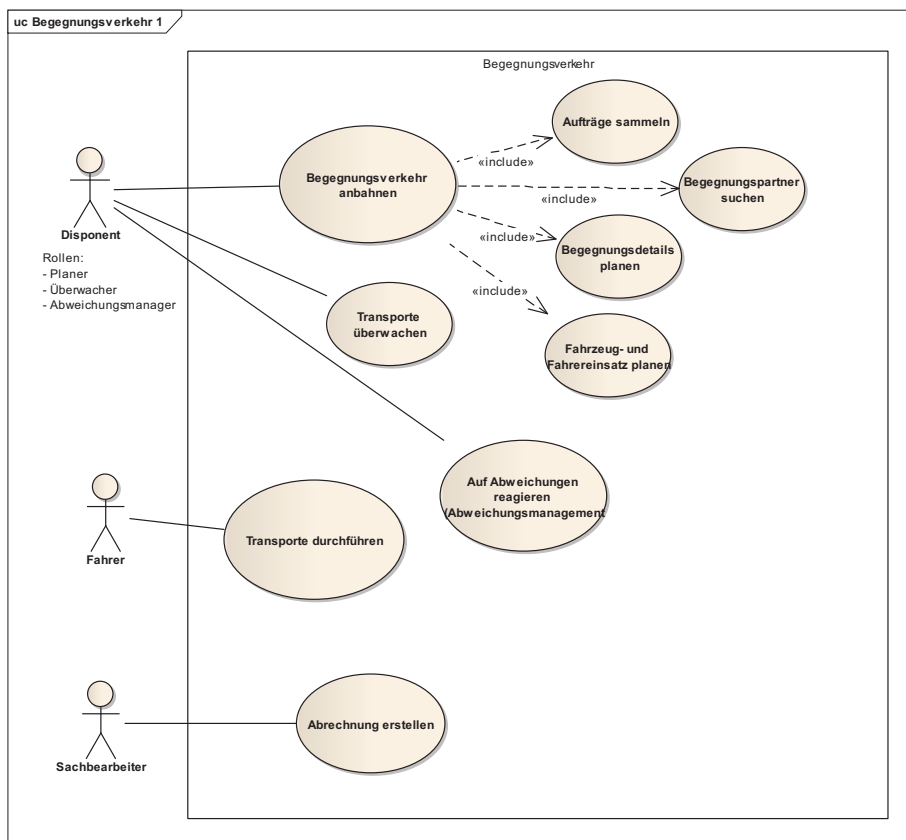 uc Begegnungsverkehr 1
Begegnungsverkehr
Aufträge sammeln
«include»
Begegnungsverkehr
anbahnen
Begegnungspartner
suchen
«include»
Disponent
Rollen:
- Planer
- Überwacher
- Abweichungsmanager
«include»
Begegnungsdetails
planen
«include»
Transporte
überwachen
Fahrzeug- und
Fahrereinsatz planen
Auf Abweichungen
reagieren
(Abweichungsmanagement
Fahrer
Transporte durchführen
Sachbearbeiter
Abrechnung erstellen